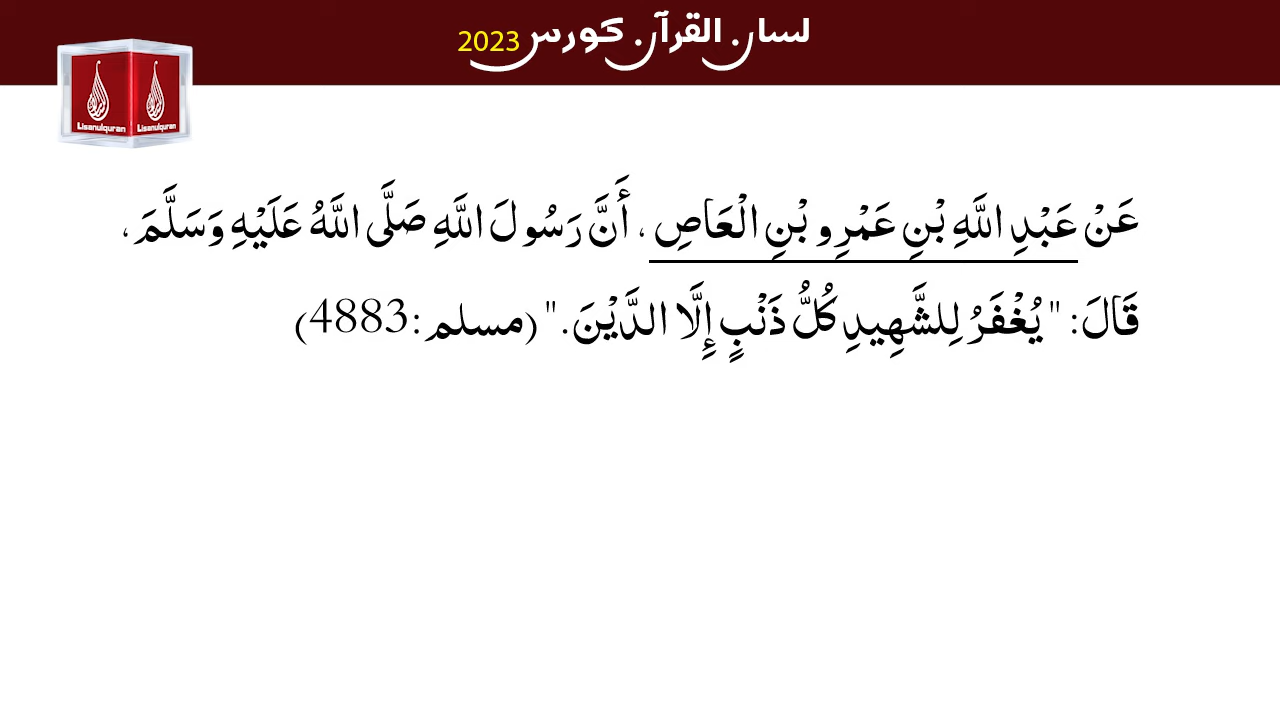 لسان القرآن کورس 2023
Lisanulquran Lisanulquran
عَنْ عَبْدِ اللَّهِ بْنِ عَمْرِو بْنِ الْعَاصِ، أَنَّ رَسُولَ اللَّهِ صَلَّى اللَّهُ عَلَيْهِ وَسَلَّمَ،
قَالَ: " يُغْفَرُ لِلشَّهِيدِ كُلُّ ذَنْبٍ إِلَّا الدَّيْنَ." (مسلم:4883)